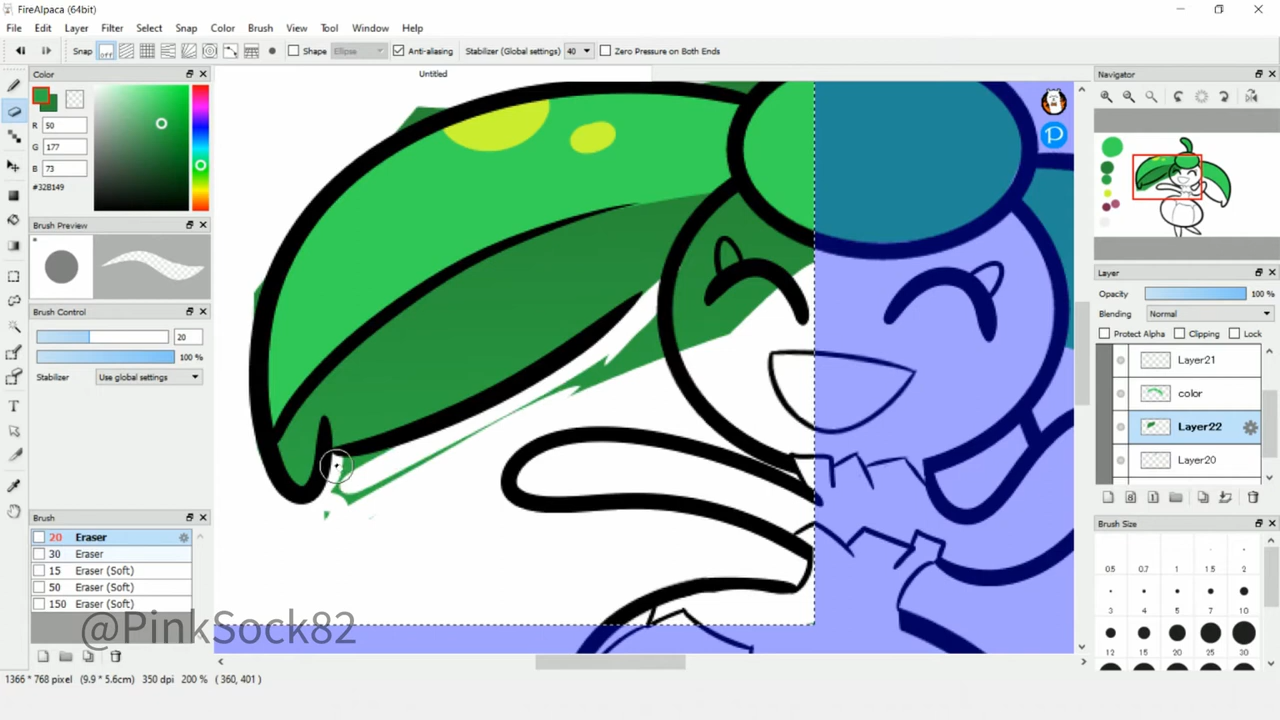 FireAlpaca (64bit)
File Edit Layer Filter Select Snap Color Brush View Tool Window Help
Snap off Shape Ellipse Anti-aliasing Stabilizer (Global settings) 40 Zero Pressure on Both Ends
Untitled
Color
R 50
G 177
B 73
#32B149
Brush Preview
Brush Control
20
100 %
Stabilizer Use global settings
Brush
20 Eraser
30 Eraser
15 Eraser (Soft)
50 Eraser (Soft)
150 Eraser (Soft)
@PinkSock82
1366 * 768 pixel (9.9 * 5.6cm) 350 dpi 200 % ( 360, 401 )
Navigator
Layer
Opacity 100 %
Blending Normal
Protect Alpha Clipping Lock
Layer21
color
Layer22
Layer20
Brush Size
0.5 0.7 1 1.5 2
3 4 5 7 10
12 15 20 25 30